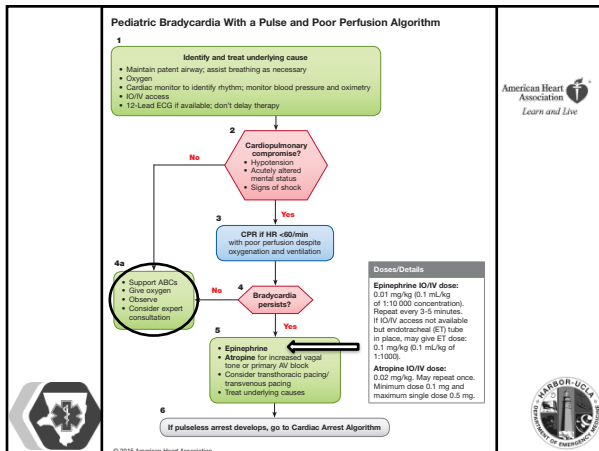 Pediatric Bradycardia With a Pulse and Poor Perfusion Algorithm
1
Identify and treat underlying cause
• Maintain patent airway; assist breathing as necessary
• Oxygen
• Cardiac monitor to identify rhythm; monitor blood pressure and oximetry
• IO/IV access
• 12-Lead ECG if available; don't delay therapy
American Heart
Association
Learn and Live
2
Cardiopulmonary
compromise?
• Hypotension
• Acutely altered
mental status
• Signs of shock
No
Yes
3
CPR if HR <60/min
with poor perfusion despite
oxygenation and ventilation
4a
• Support ABCs
• Give oxygen
• Observe
• Consider expert
consultation
No
4
Bradycardia
persists?
Yes
5
• Epinephrine
• Atropine for increased vagal
tone or primary AV block
• Consider transthoracic pacing/
transvenous pacing
• Treat underlying causes
Doses/Details
Epinephrine IO/IV dose:
0.01 mg/kg (0.1 mL/kg
of 1:10 000 concentration).
Repeat every 3-5 minutes.
If IO/IV access not available
but endotracheal (ET) tube
in place, may give ET dose:
0.1 mg/kg (0.1 mL/kg of
1:1000).
Atropine IO/IV dose:
0.02 mg/kg. May repeat once.
Minimum dose 0.1 mg and
maximum single dose 0.5 mg.
6
If pulseless arrest develops, go to Cardiac Arrest Algorithm
© 2015 American Heart Association
HARBOR-UCLA
DEPARTMENT OF EMERGENCY MEDICINE